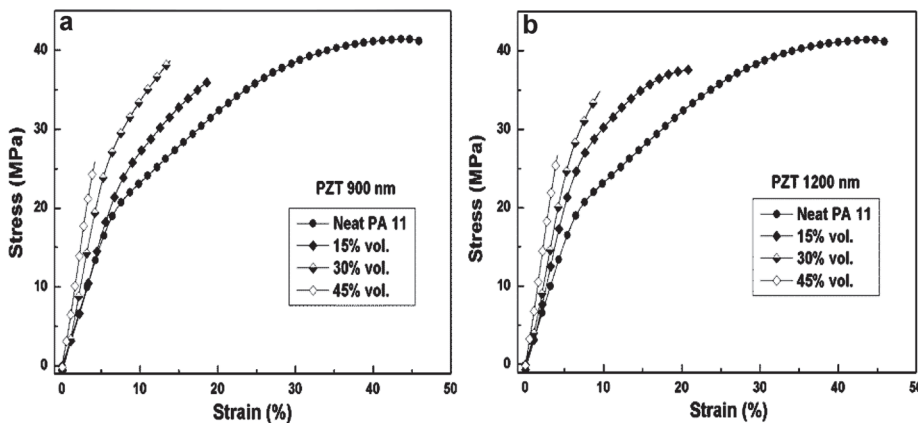 a
Stress (MPa)
40
30
20
10
0
PZT 900 nm
Neat PA 11
15% vol.
30% vol.
45% vol.
0 10 20 30 40 50
Strain (%)
b
Stress (MPa)
40
30
20
10
0
PZT 1200 nm
Neat PA 11
15% vol.
30% vol.
45% vol.
0 10 20 30 40 50
Strain (%)